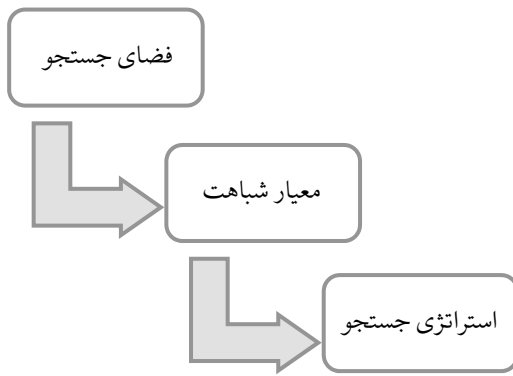 فضای جستجو
معیار شباهت
استراتژی جستجو